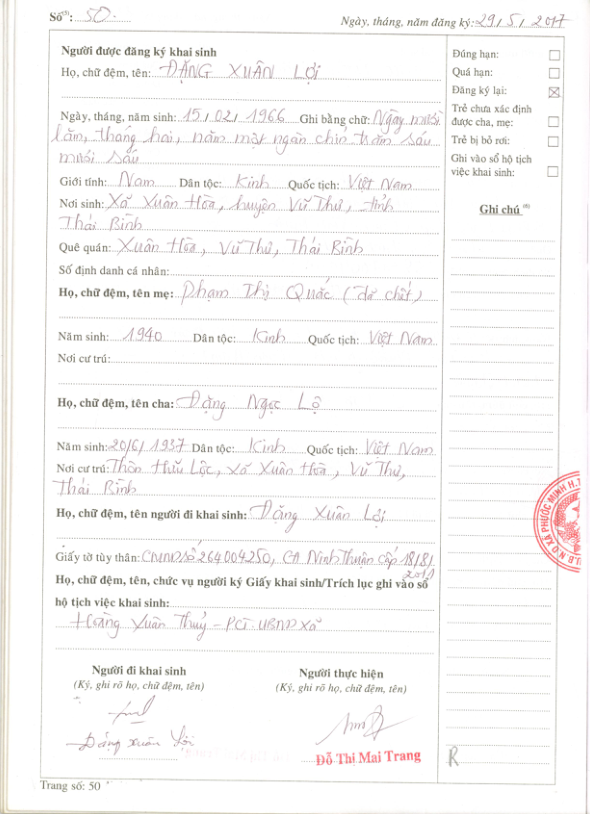 Số⁽³⁾: 50. Ngày, tháng, năm đăng ký: 29/5/2017
Người được đăng ký khai sinh
Họ, chữ đệm, tên: ĐẶNG XUÂN LỢI
Ngày, tháng, năm sinh: 15/02/1966 Ghi bằng chữ: Ngày mười
lăm, tháng hai, năm một ngàn chín trăm sáu
mươi sáu
Giới tính: Nam Dân tộc: Kinh Quốc tịch: Việt Nam
Nơi sinh: Xã Xuân Hòa, huyện Vũ Thư, tỉnh
Thái Bình
Quê quán: Xuân Hòa, Vũ Thư, Thái Bình
Số định danh cá nhân:
Họ, chữ đệm, tên mẹ: Phạm Thị Quắc (đã chết)
Năm sinh: 1940 Dân tộc: Kinh Quốc tịch: Việt Nam
Nơi cư trú:
Họ, chữ đệm, tên cha: Đặng Ngọc Lộ
Năm sinh: 20/6/1937 Dân tộc: Kinh Quốc tịch: Việt Nam
Nơi cư trú: Thôn Hữu Lộc, xã Xuân Hòa, Vũ Thư,
Thái Bình
Họ, chữ đệm, tên người đi khai sinh: Đặng Xuân Lợi
Giấy tờ tùy thân: CMND số 264004250, CA Ninh Thuận cấp 18/8/
2011
Họ, chữ đệm, tên, chức vụ người ký Giấy khai sinh/Trích lục ghi vào sổ
hộ tịch việc khai sinh:
Hoàng Xuân Thuỷ - PCT. UBND xã
Người đi khai sinh
(Ký, ghi rõ họ, chữ đệm, tên)
Đặng Xuân Lợi
Người thực hiện
(Ký, ghi rõ họ, chữ đệm, tên)
Đỗ Thị Mai Trang
Đúng hạn:
Quá hạn:
Đăng ký lại:
Trẻ chưa xác định
được cha, mẹ:
Trẻ bị bỏ rơi:
Ghi vào sổ hộ tịch
việc khai sinh:
Ghi chú ⁽⁸⁾
U.B.N.D XÃ PHƯỚC MINH H.T
R
Trang số: 50